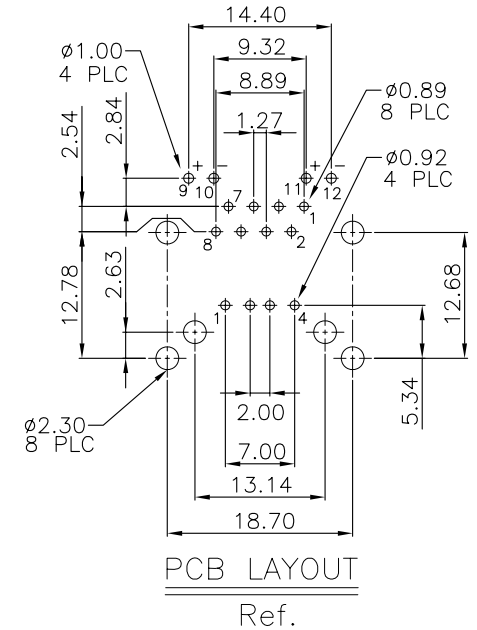 14.40
ø1.00
4 PLC
9.32
8.89
ø0.89
8 PLC
2.54
2.84
1.27
ø0.92
4 PLC
+ - + -
9 10 11 12
7 1
8 2
12.78
2.63
1 4
12.68
5.34
2.00
ø2.30
8 PLC
7.00
13.14
18.70
PCB LAYOUT
Ref.